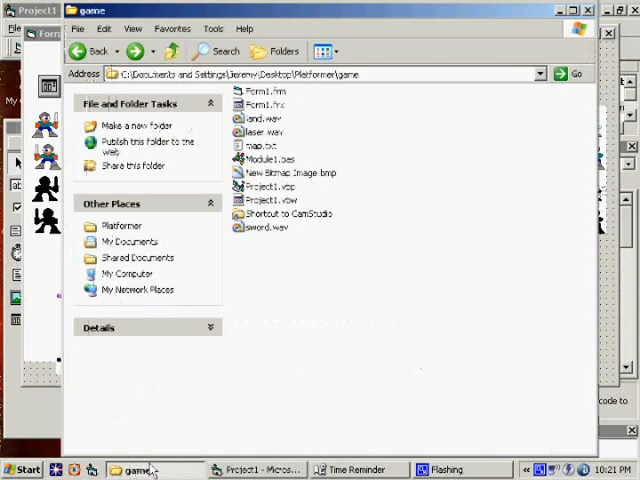 Project1
game
File Edit View Favorites Tools Help
Form
Back Search Folders
Address C:\Documents and Settings\Jeremy\Desktop\Platformer\game Go
My
File and Folder Tasks
Make a new folder
Publish this folder to the
web
Share this folder
Other Places
Platformer
My Documents
Shared Documents
My Computer
My Network Places
Details
Form1.frm
Form1.frx
land.wav
laser.wav
map.txt
Module1.bas
New Bitmap Image.bmp
Project1.vbp
Project1.vbw
Shortcut to CamStudio
sword.wav
ab
code to
Start game Project1 - Micros... Time Reminder Flashing 10:21 PM